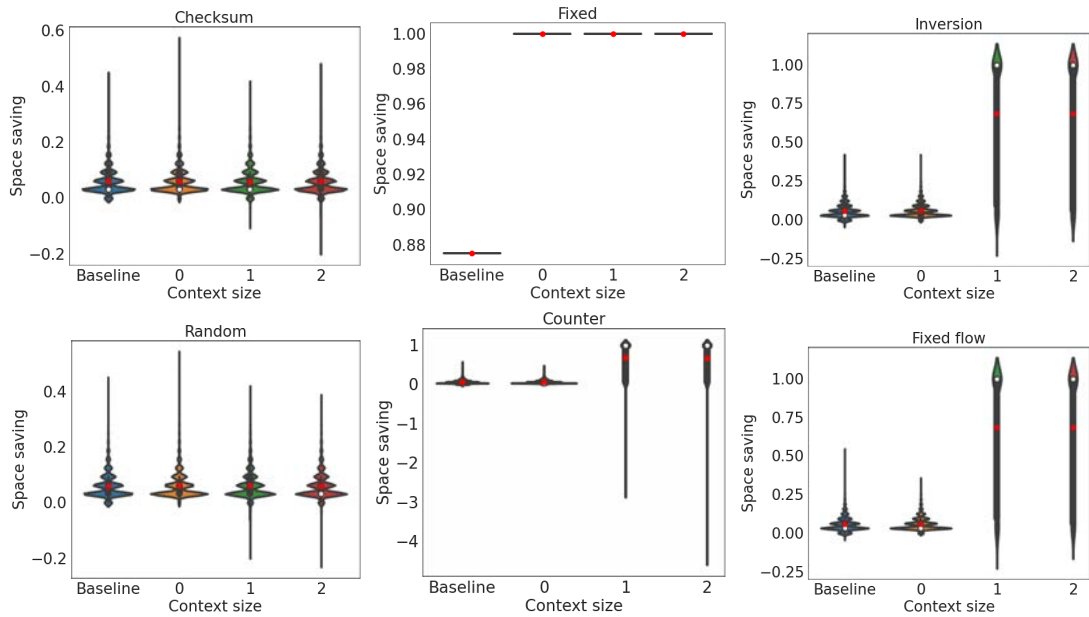 Checksum
Space saving
0.6
0.4
0.2
0.0
−0.2
Baseline 0 1 2
Context size
Fixed
Space saving
1.00
0.98
0.96
0.94
0.92
0.90
0.88
Baseline 0 1 2
Context size
Inversion
Space saving
1.00
0.75
0.50
0.25
0.00
−0.25
Baseline 0 1 2
Context size
Random
Space saving
0.4
0.2
0.0
−0.2
Baseline 0 1 2
Context size
Counter
Space saving
1
0
−1
−2
−3
−4
Baseline 0 1 2
Context size
Fixed flow
Space saving
1.00
0.75
0.50
0.25
0.00
−0.25
Baseline 0 1 2
Context size